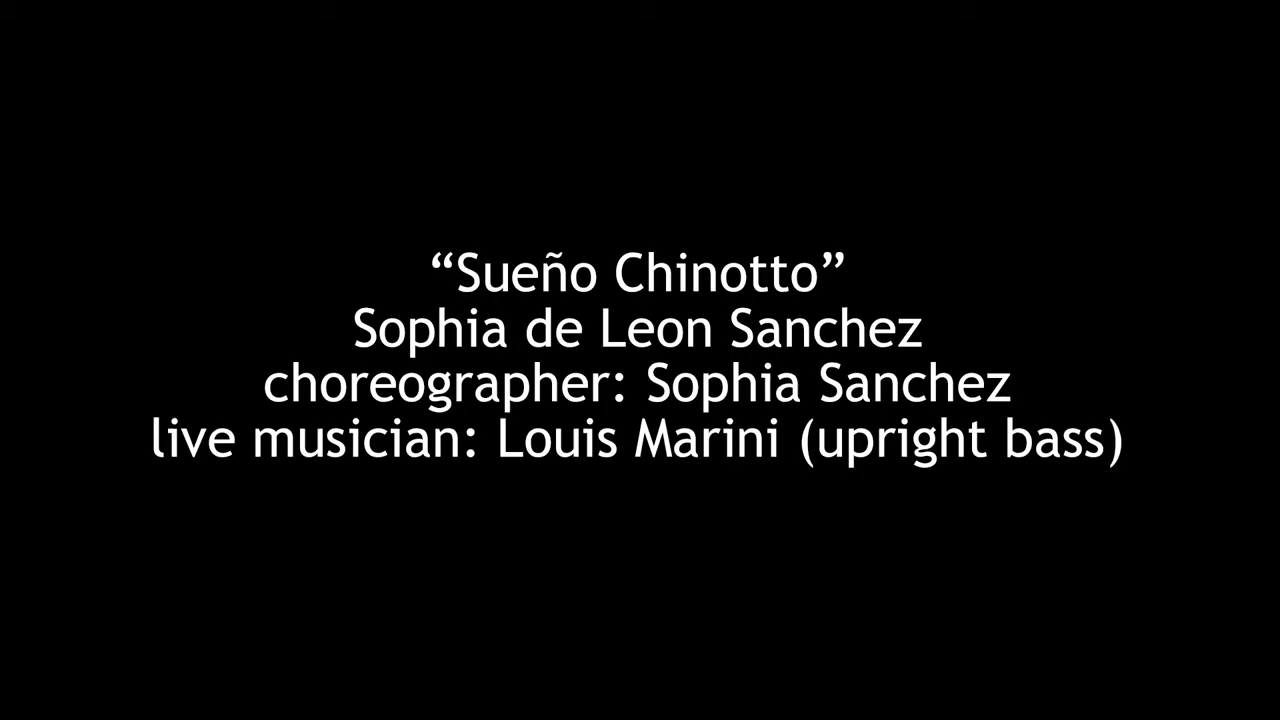 “Sueño Chinotto”
Sophia de Leon Sanchez
choreographer: Sophia Sanchez
live musician: Louis Marini (upright bass)